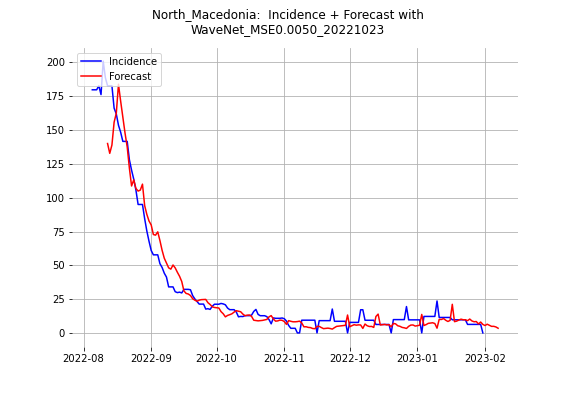 North_Macedonia:  Incidence + Forecast with
WaveNet_MSE0.0050_20221023
Incidence
Forecast
200
175
150
125
100
75
50
25
0
2022-08 2022-09 2022-10 2022-11 2022-12 2023-01 2023-02